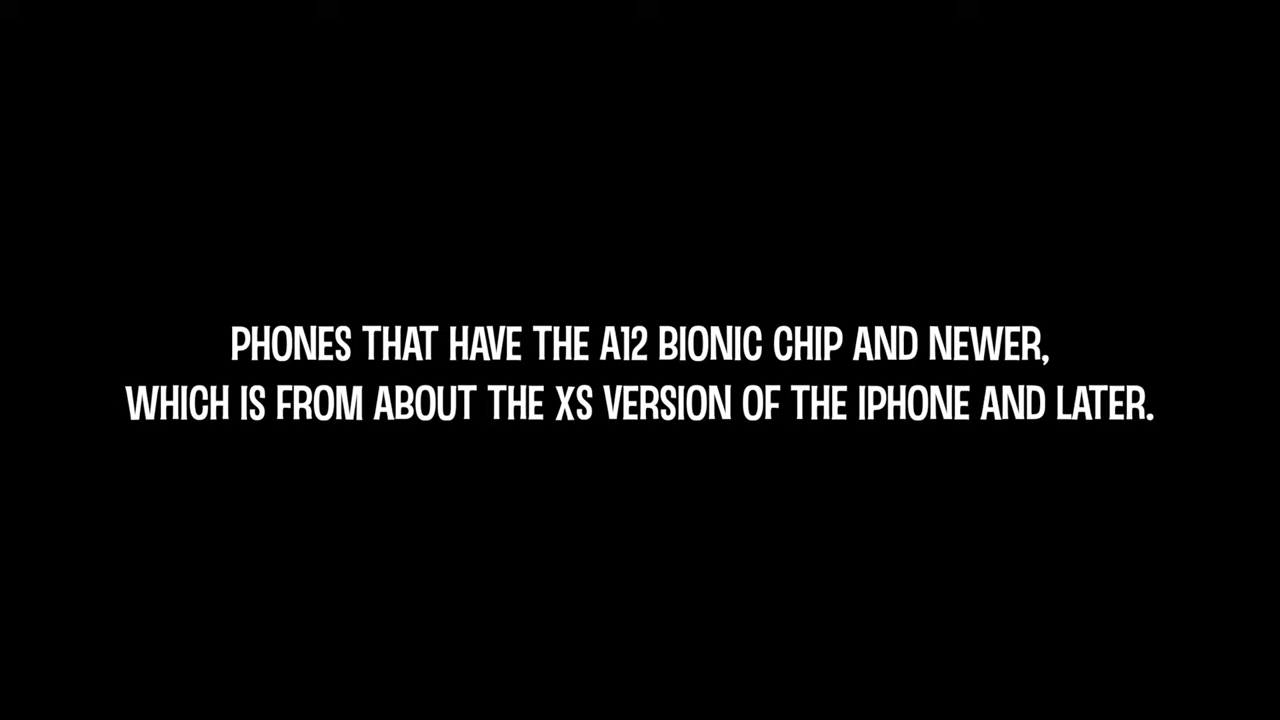 PHONES THAT HAVE THE A12 BIONIC CHIP AND NEWER,
WHICH IS FROM ABOUT THE XS VERSION OF THE IPHONE AND LATER.